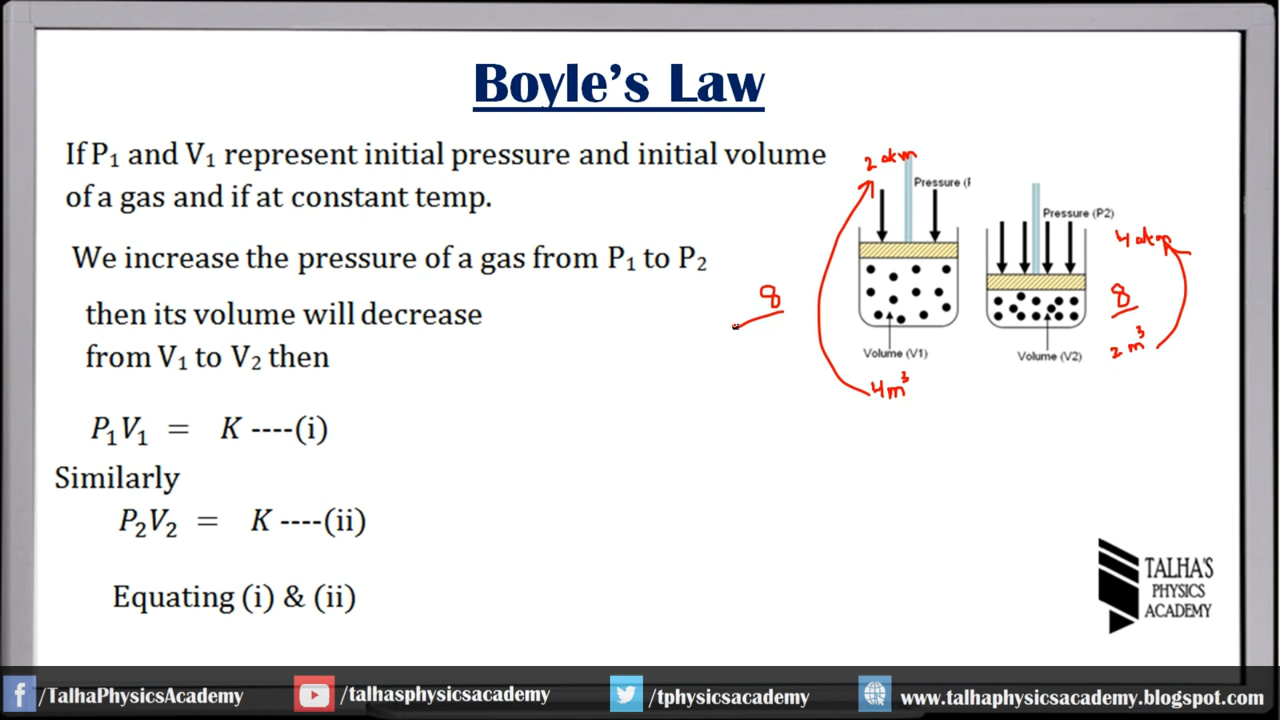 Boyle's Law
If P₁ and V₁ represent initial pressure and initial volume
of a gas and if at constant temp.
We increase the pressure of a gas from P₁ to P₂
then its volume will decrease
from V₁ to V₂ then
P₁V₁ = K ----(i)
Similarly
P₂V₂ = K ----(ii)
Equating (i) & (ii)
2 atm
Pressure (P
8
Volume (V1)
4m³
Pressure (P2)
4 atm
8
Volume (V2)
2 m³
TALHA'S
PHYSICS
ACADEMY
/TalhaPhysicsAcademy
/talhasphysicsacademy
/tphysicsacademy
www.talhaphysicsacademy.blogspot.com